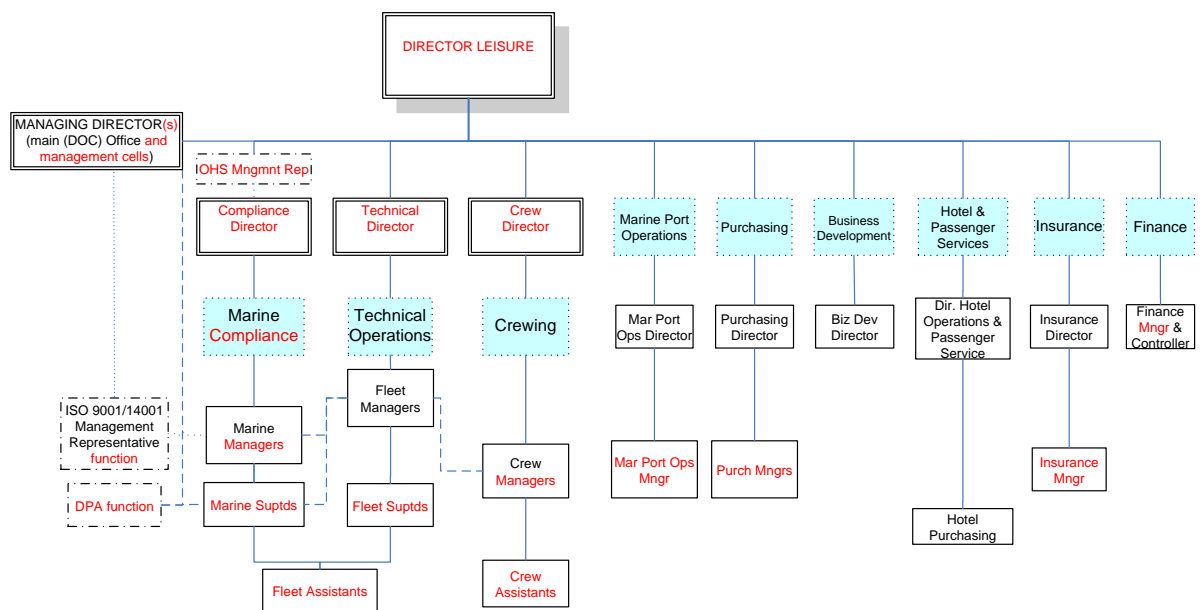 DIRECTOR LEISURE
MANAGING DIRECTOR(s)
(main (DOC) Office and
management cells)
OHS Mngmnt Rep
Compliance
Director
Technical
Director
Crew
Director
Marine Port
Operations
Purchasing
Business
Development
Hotel &
Passenger
Services
Insurance
Finance
Marine
Compliance
Technical
Operations
Crewing
Mar Port
Ops Director
Purchasing
Director
Biz Dev
Director
Dir. Hotel
Operations &
Passenger
Service
Insurance
Director
Finance
Mngr &
Controller
Fleet
Managers
ISO 9001/14001
Management
Representative
function
Marine
Managers
Crew
Managers
Mar Port Ops
Mngr
Purch Mngrs
Insurance
Mngr
DPA function
Marine Suptds
Fleet Suptds
Hotel
Purchasing
Fleet Assistants
Crew
Assistants